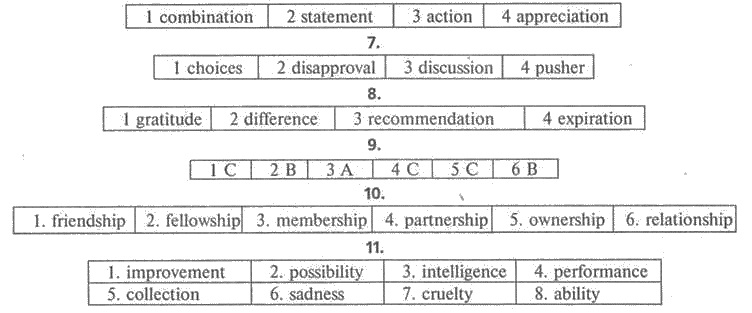 1 combination 2 statement 3 action 4 appreciation
7.
1 choices 2 disapproval 3 discussion 4 pusher
8.
1 gratitude 2 difference 3 recommendation 4 expiration
9.
1 C 2 B 3 A 4 C 5 C 6 B
10.
1. friendship 2. fellowship 3. membership 4. partnership 5. ownership 6. relationship
11.
1. improvement 2. possibility 3. intelligence 4. performance
5. collection 6. sadness 7. cruelty 8. ability